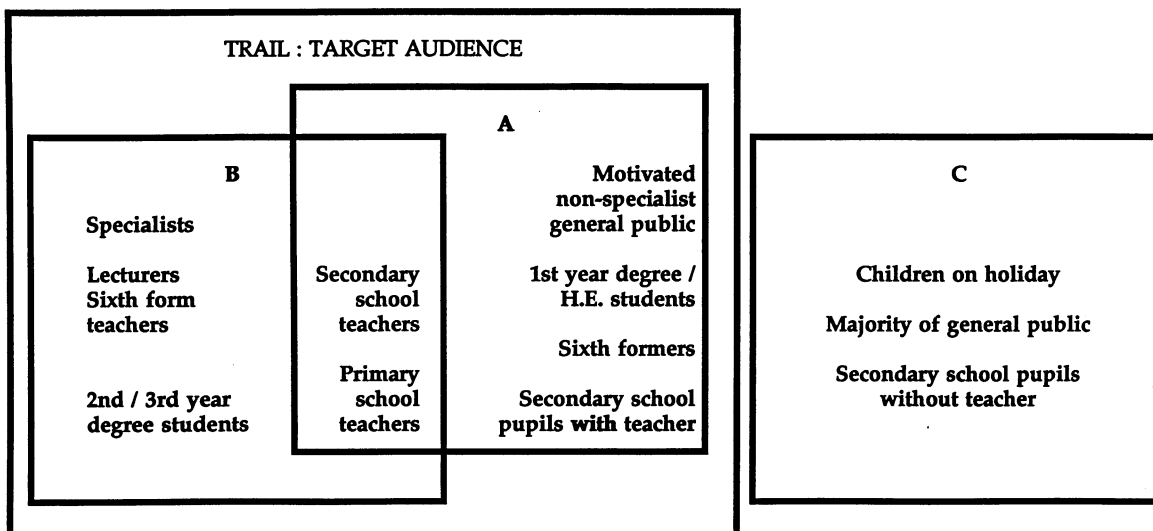 TRAIL : TARGET AUDIENCE
B
Specialists
Lecturers
Sixth form
teachers
2nd / 3rd year
degree students
Secondary
school
teachers
Primary
school
teachers
A
Motivated
non-specialist
general public
1st year degree /
H.E. students
Sixth formers
Secondary school
pupils with teacher
C
Children on holiday
Majority of general public
Secondary school pupils
without teacher